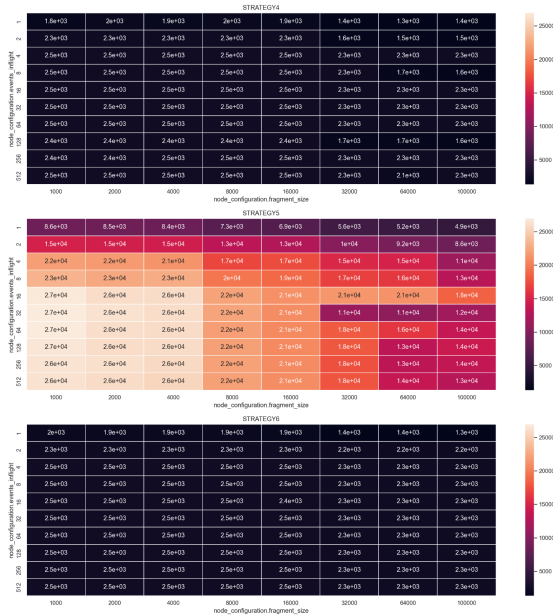 STRATEGY4
1 1.8e+03 2e+03 1.9e+03 2e+03 1.9e+03 1.4e+03 1.3e+03 1.4e+03
2 2.3e+03 2.3e+03 2.3e+03 2.3e+03 2.3e+03 1.6e+03 1.5e+03 1.5e+03
4 2.5e+03 2.5e+03 2.5e+03 2.5e+03 2.5e+03 2.3e+03 2.3e+03 2.3e+03
8 2.5e+03 2.5e+03 2.5e+03 2.5e+03 2.5e+03 2.3e+03 1.7e+03 1.6e+03
16 2.5e+03 2.5e+03 2.5e+03 2.5e+03 2.5e+03 2.3e+03 2.3e+03 2.3e+03
32 2.5e+03 2.5e+03 2.5e+03 2.5e+03 2.5e+03 2.3e+03 2.3e+03 2.3e+03
64 2.5e+03 2.5e+03 2.5e+03 2.5e+03 2.5e+03 2.3e+03 2.3e+03 2.3e+03
128 2.4e+03 2.4e+03 2.4e+03 2.4e+03 2.4e+03 1.7e+03 1.7e+03 1.6e+03
256 2.4e+03 2.4e+03 2.5e+03 2.5e+03 2.5e+03 2.3e+03 2.3e+03 2.3e+03
512 2.5e+03 2.5e+03 2.5e+03 2.5e+03 2.5e+03 2.3e+03 2.1e+03 2.3e+03
1000 2000 4000 8000 16000 32000 64000 100000
node_configuration.fragment_size
node_configuration.events_inflight
25000
20000
15000
10000
5000
STRATEGY5
1 8.6e+03 8.5e+03 8.4e+03 7.3e+03 6.9e+03 5.6e+03 5.2e+03 4.9e+03
2 1.5e+04 1.5e+04 1.5e+04 1.3e+04 1.3e+04 1e+04 9.2e+03 8.6e+03
4 2.2e+04 2.2e+04 2.1e+04 1.7e+04 1.7e+04 1.5e+04 1.5e+04 1.1e+04
8 2.3e+04 2.3e+04 2.3e+04 2e+04 1.9e+04 1.7e+04 1.6e+04 1.3e+04
16 2.7e+04 2.6e+04 2.6e+04 2.2e+04 2.1e+04 2.1e+04 2.1e+04 1.8e+04
32 2.7e+04 2.6e+04 2.6e+04 2.2e+04 2.1e+04 1.1e+04 1.1e+04 1.2e+04
64 2.7e+04 2.6e+04 2.6e+04 2.2e+04 2.1e+04 1.8e+04 1.6e+04 1.4e+04
128 2.7e+04 2.6e+04 2.6e+04 2.2e+04 2.1e+04 1.8e+04 1.3e+04 1.4e+04
256 2.6e+04 2.6e+04 2.6e+04 2.2e+04 2.1e+04 1.8e+04 1.3e+04 1.4e+04
512 2.6e+04 2.6e+04 2.6e+04 2.2e+04 2.1e+04 1.8e+04 1.4e+04 1.3e+04
1000 2000 4000 8000 16000 32000 64000 100000
node_configuration.fragment_size
node_configuration.events_inflight
25000
20000
15000
10000
5000
STRATEGY6
1 2e+03 1.9e+03 1.9e+03 1.9e+03 1.9e+03 1.4e+03 1.4e+03 1.3e+03
2 2.3e+03 2.3e+03 2.3e+03 2.3e+03 2.3e+03 2.2e+03 2.2e+03 2.2e+03
4 2.5e+03 2.5e+03 2.5e+03 2.5e+03 2.5e+03 2.3e+03 2.3e+03 2.3e+03
8 2.5e+03 2.5e+03 2.5e+03 2.5e+03 2.5e+03 2.3e+03 2.3e+03 2.3e+03
16 2.5e+03 2.5e+03 2.5e+03 2.5e+03 2.4e+03 2.3e+03 2.3e+03 2.3e+03
32 2.5e+03 2.5e+03 2.5e+03 2.5e+03 2.5e+03 2.3e+03 2.3e+03 2.3e+03
64 2.5e+03 2.5e+03 2.5e+03 2.5e+03 2.5e+03 2.3e+03 2.3e+03 2.3e+03
128 2.5e+03 2.5e+03 2.5e+03 2.5e+03 2.5e+03 2.3e+03 2.3e+03 2.3e+03
256 2.5e+03 2.5e+03 2.5e+03 2.5e+03 2.5e+03 2.3e+03 2.3e+03 2.3e+03
512 2.5e+03 2.5e+03 2.5e+03 2.5e+03 2.5e+03 2.3e+03 2.3e+03 2.3e+03
1000 2000 4000 8000 16000 32000 64000 100000
node_configuration.fragment_size
node_configuration.events_inflight
25000
20000
15000
10000
5000